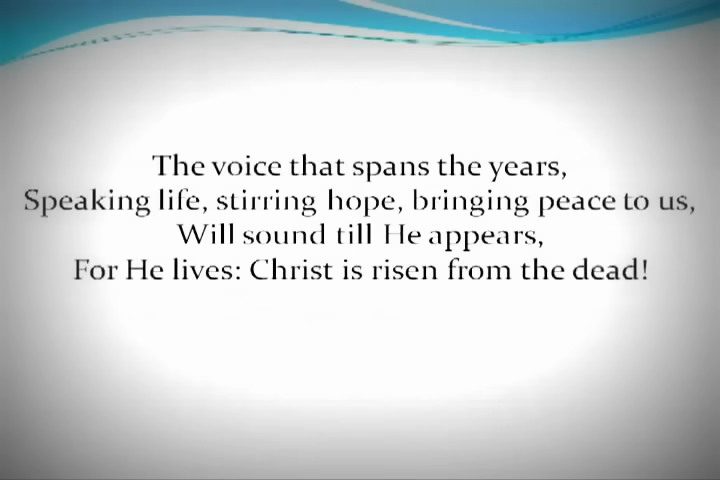 The voice that spans the years,
Speaking life, stirring hope, bringing peace to us,
Will sound till He appears,
For He lives: Christ is risen from the dead!